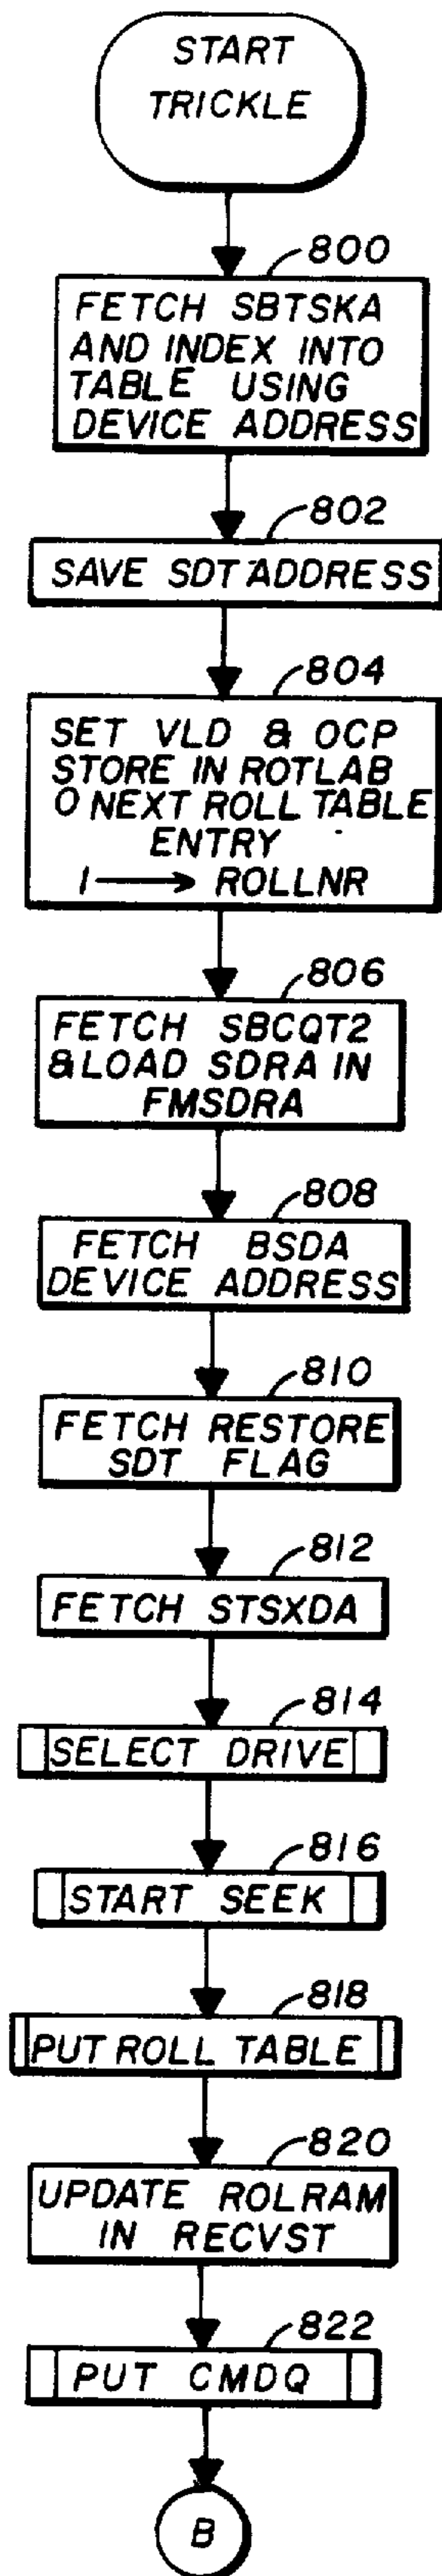 START
TRICKLE
800
FETCH SBTSKA
AND INDEX INTO
TABLE USING
DEVICE ADDRESS
802
SAVE SDT ADDRESS
804
SET VLD & OCP
STORE IN ROTLAB
O NEXT ROLL TABLE
ENTRY
1 → ROLLNR
806
FETCH SBCQT2
& LOAD SDRA IN
FMSDRA
808
FETCH BSDA
DEVICE ADDRESS
810
FETCH RESTORE
SDT FLAG
812
FETCH STSXDA
814
SELECT DRIVE
816
START SEEK
818
PUT ROLL TABLE
820
UPDATE ROLRAM
IN RECVST
822
PUT CMDQ
B